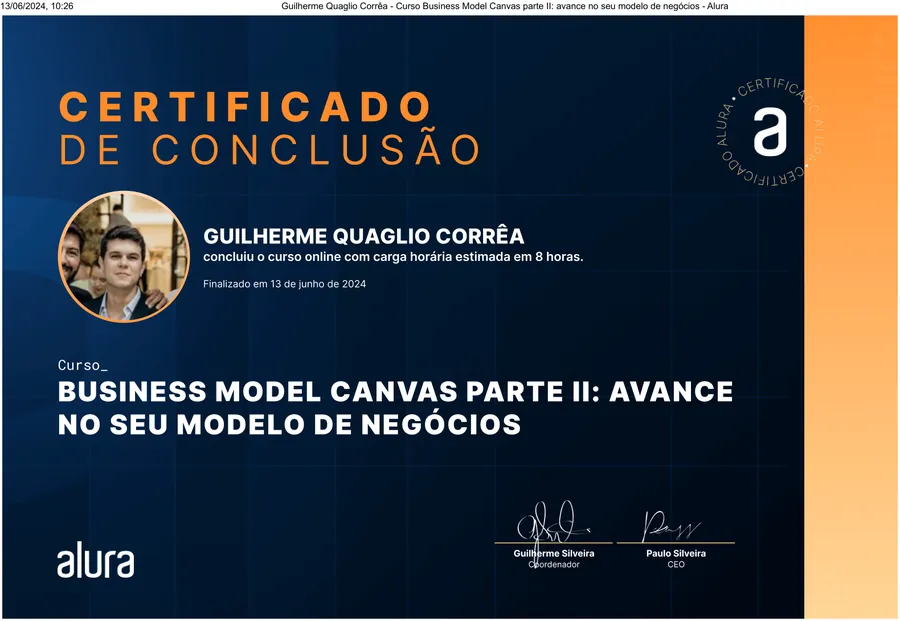 13/06/2024, 10:26
Guilherme Quaglio Corrêa - Curso Business Model Canvas parte II: avance no seu modelo de negócios - Alura
CERTIFICADO
DE CONCLUSÃO
CERTIFICADO ALURA • CERTIFICADO ALURA •
a
GUILHERME QUAGLIO CORRÊA
concluiu o curso online com carga horária estimada em 8 horas.
Finalizado em 13 de junho de 2024
Curso_
BUSINESS MODEL CANVAS PARTE II: AVANCE
NO SEU MODELO DE NEGÓCIOS
alura
Guilherme Silveira
Coordenador
Paulo Silveira
CEO